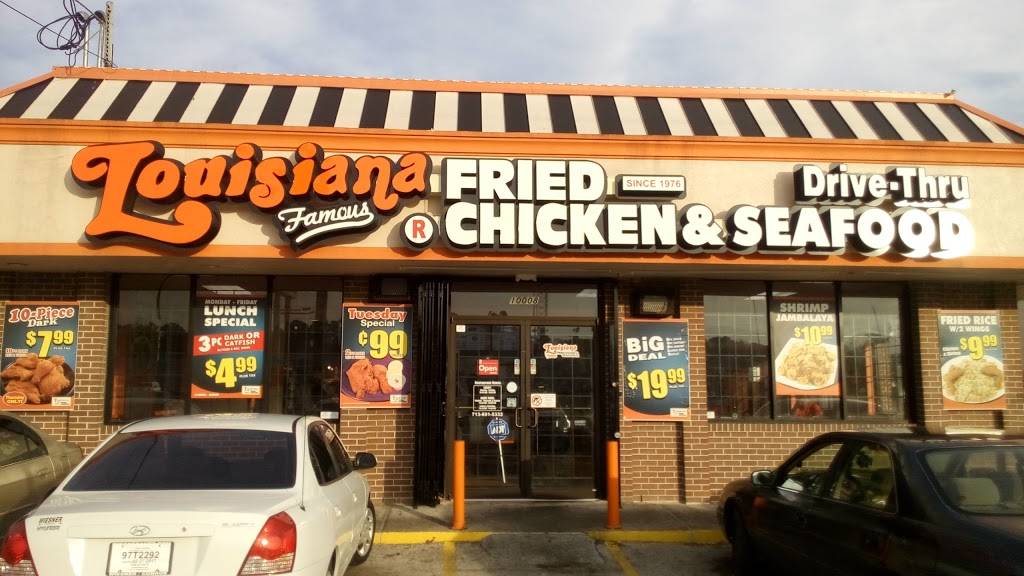 Louisiana
Famous
R
FRIED
SINCE 1976
CHICKEN & SEAFOOD
Drive-Thru
10008
10-Piece
Dark
$7.99
MONDAY - FRIDAY
LUNCH
SPECIAL
3PC DARK OR
CATFISH
$4.99
Tuesday
Special
¢99
Open
Louisiana
BiG
DEAL
$19.99
SHRIMP
JAMBALAYA
$10.99
FRIED RICE
W/2 WINGS
$9.99
WIESNER
97T2292